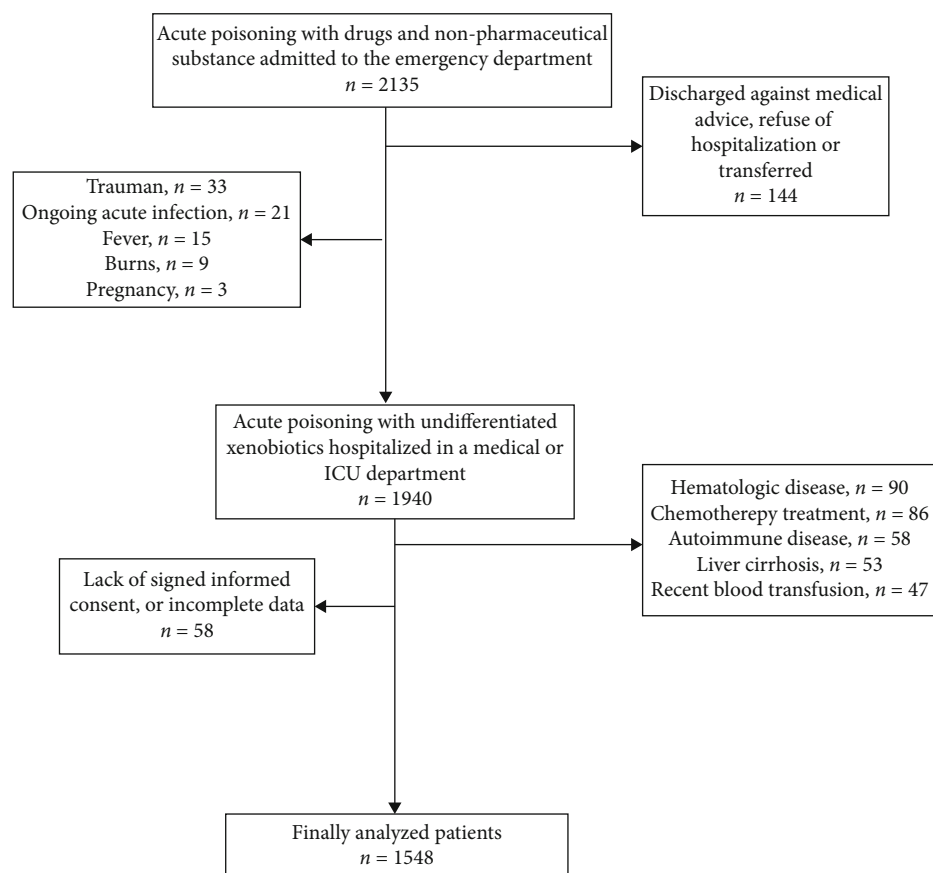 Acute poisoning with drugs and non-pharmaceutical
substance admitted to the emergency department
n = 2135
Discharged against medical
advice, refuse of
hospitalization or
transferred
n = 144
Trauman, n = 33
Ongoing acute infection, n = 21
Fever, n = 15
Burns, n = 9
Pregnancy, n = 3
Acute poisoning with undifferentiated
xenobiotics hospitalized in a medical or
ICU department
n = 1940
Hematologic disease, n = 90
Chemotherepy treatment, n = 86
Autoimmune disease, n = 58
Liver cirrhosis, n = 53
Recent blood transfusion, n = 47
Lack of signed informed
consent, or incomplete data
n = 58
Finally analyzed patients
n = 1548